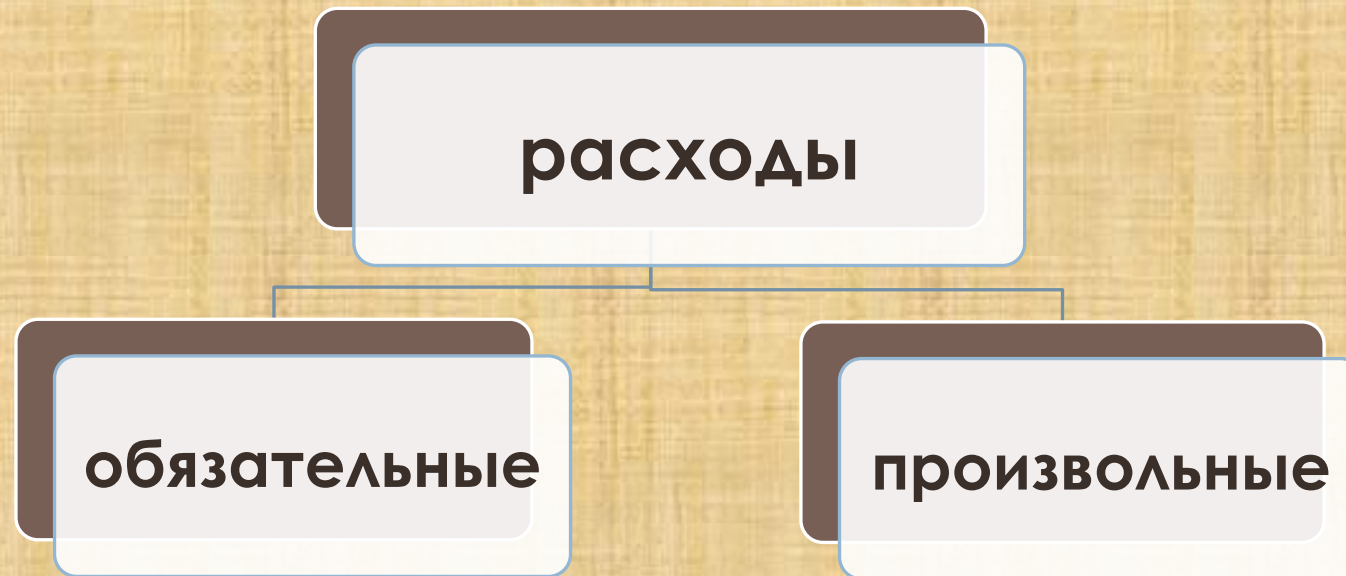 расходы
обязательные
произвольные